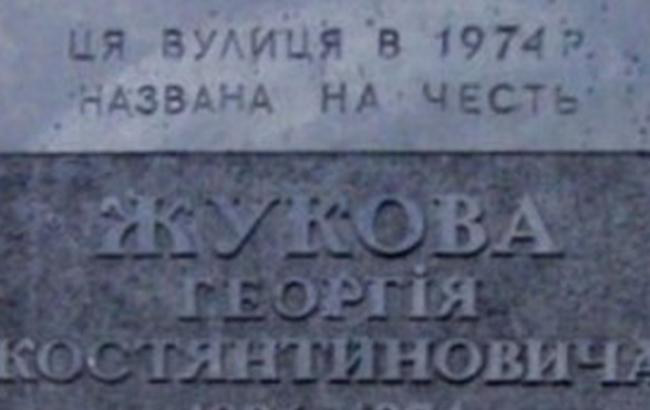 ЦЯ ВУЛИЦЯ В 1974 Р.
НАЗВАНА НА ЧЕСТЬ
ЖУКОВА
ГЕОРГІЯ
КОСТЯНТИНОВИЧА